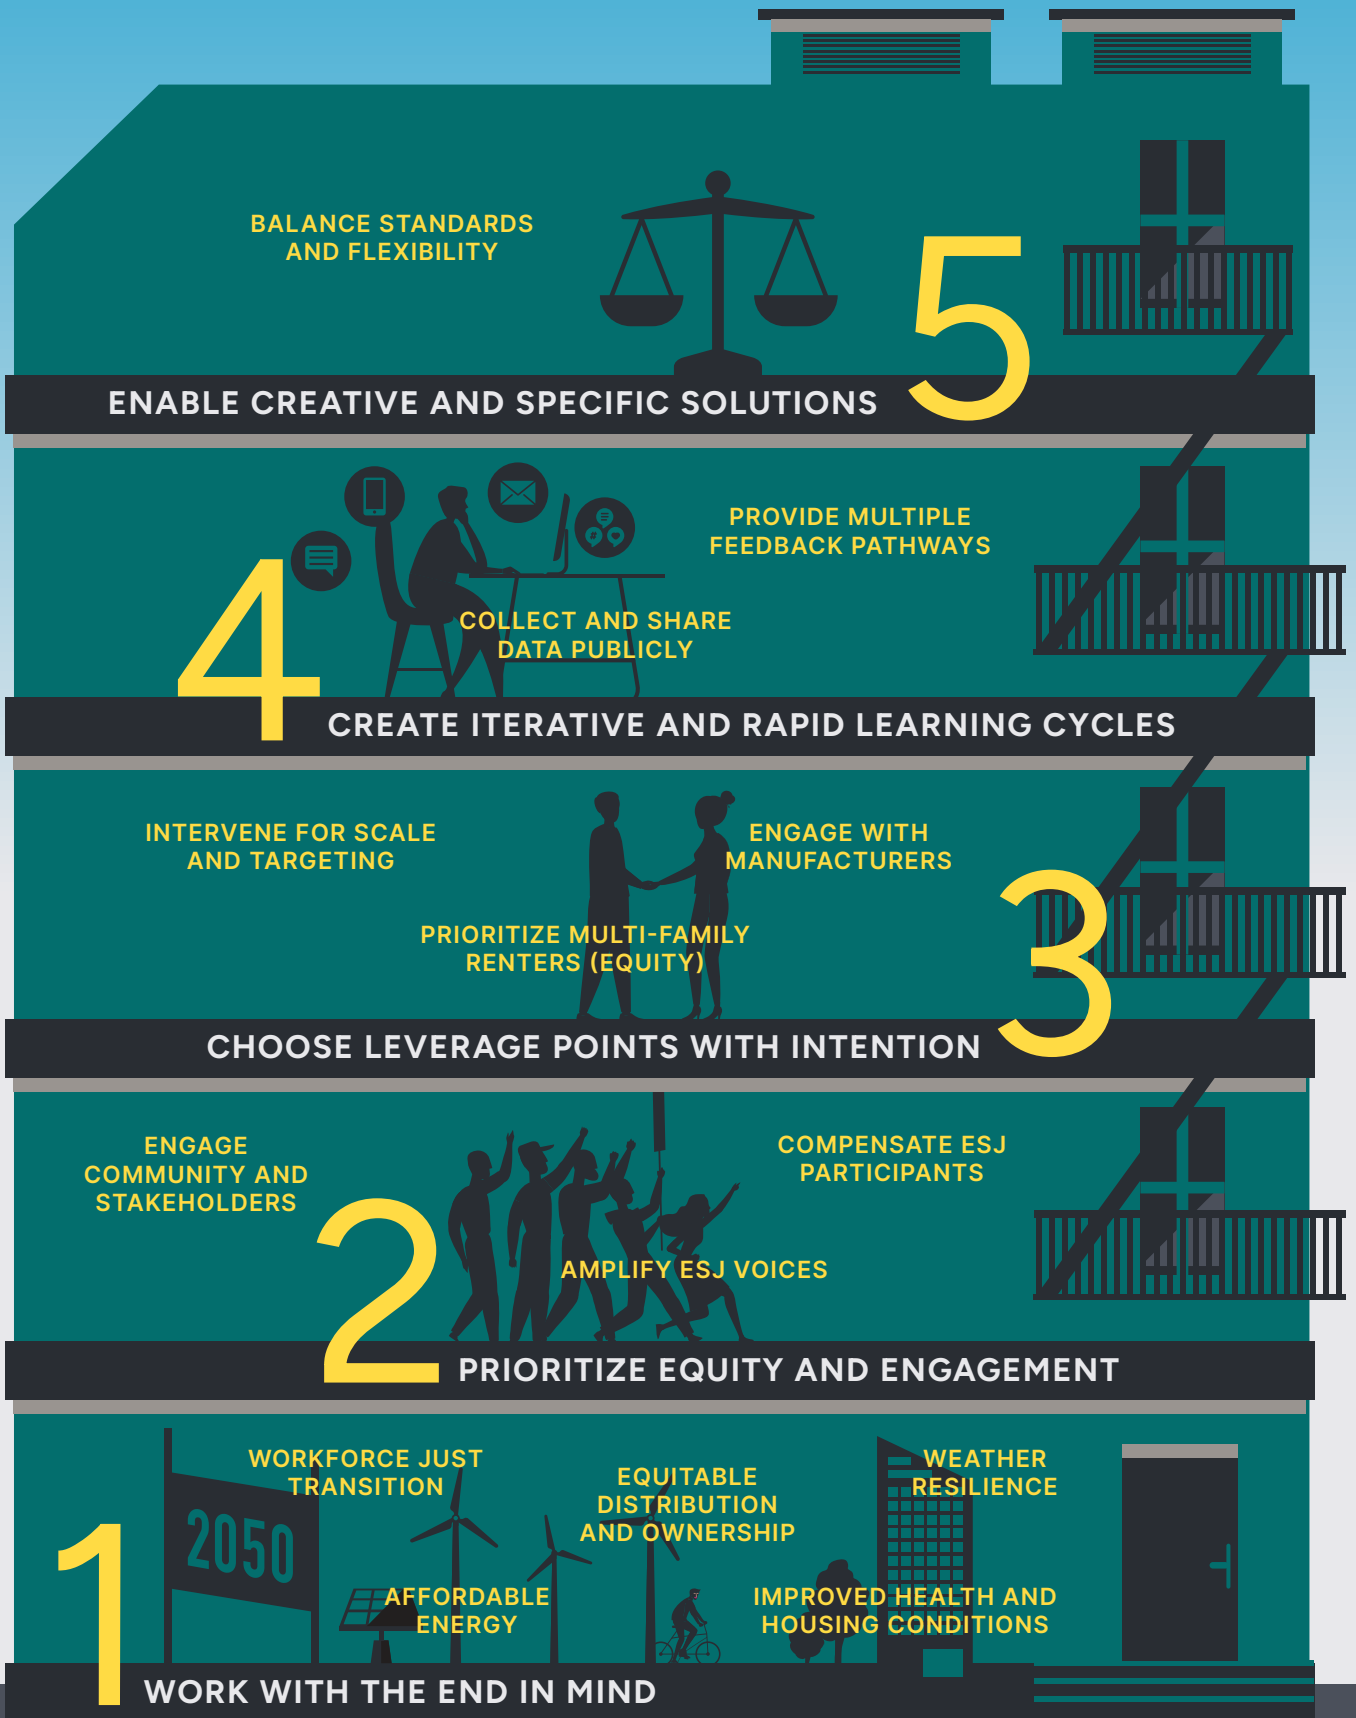 BALANCE STANDARDS
AND FLEXIBILITY
5
ENABLE CREATIVE AND SPECIFIC SOLUTIONS
PROVIDE MULTIPLE
FEEDBACK PATHWAYS
#
COLLECT AND SHARE
DATA PUBLICLY
4
CREATE ITERATIVE AND RAPID LEARNING CYCLES
INTERVENE FOR SCALE
AND TARGETING
ENGAGE WITH
MANUFACTURERS
PRIORITIZE MULTI-FAMILY
RENTERS (EQUITY)
3
CHOOSE LEVERAGE POINTS WITH INTENTION
ENGAGE
COMMUNITY AND
STAKEHOLDERS
COMPENSATE ESJ
PARTICIPANTS
AMPLIFY ESJ VOICES
2
PRIORITIZE EQUITY AND ENGAGEMENT
WORKFORCE JUST
TRANSITION
EQUITABLE
DISTRIBUTION
AND OWNERSHIP
WEATHER
RESILIENCE
2050
AFFORDABLE
ENERGY
IMPROVED HEALTH AND
HOUSING CONDITIONS
1
WORK WITH THE END IN MIND